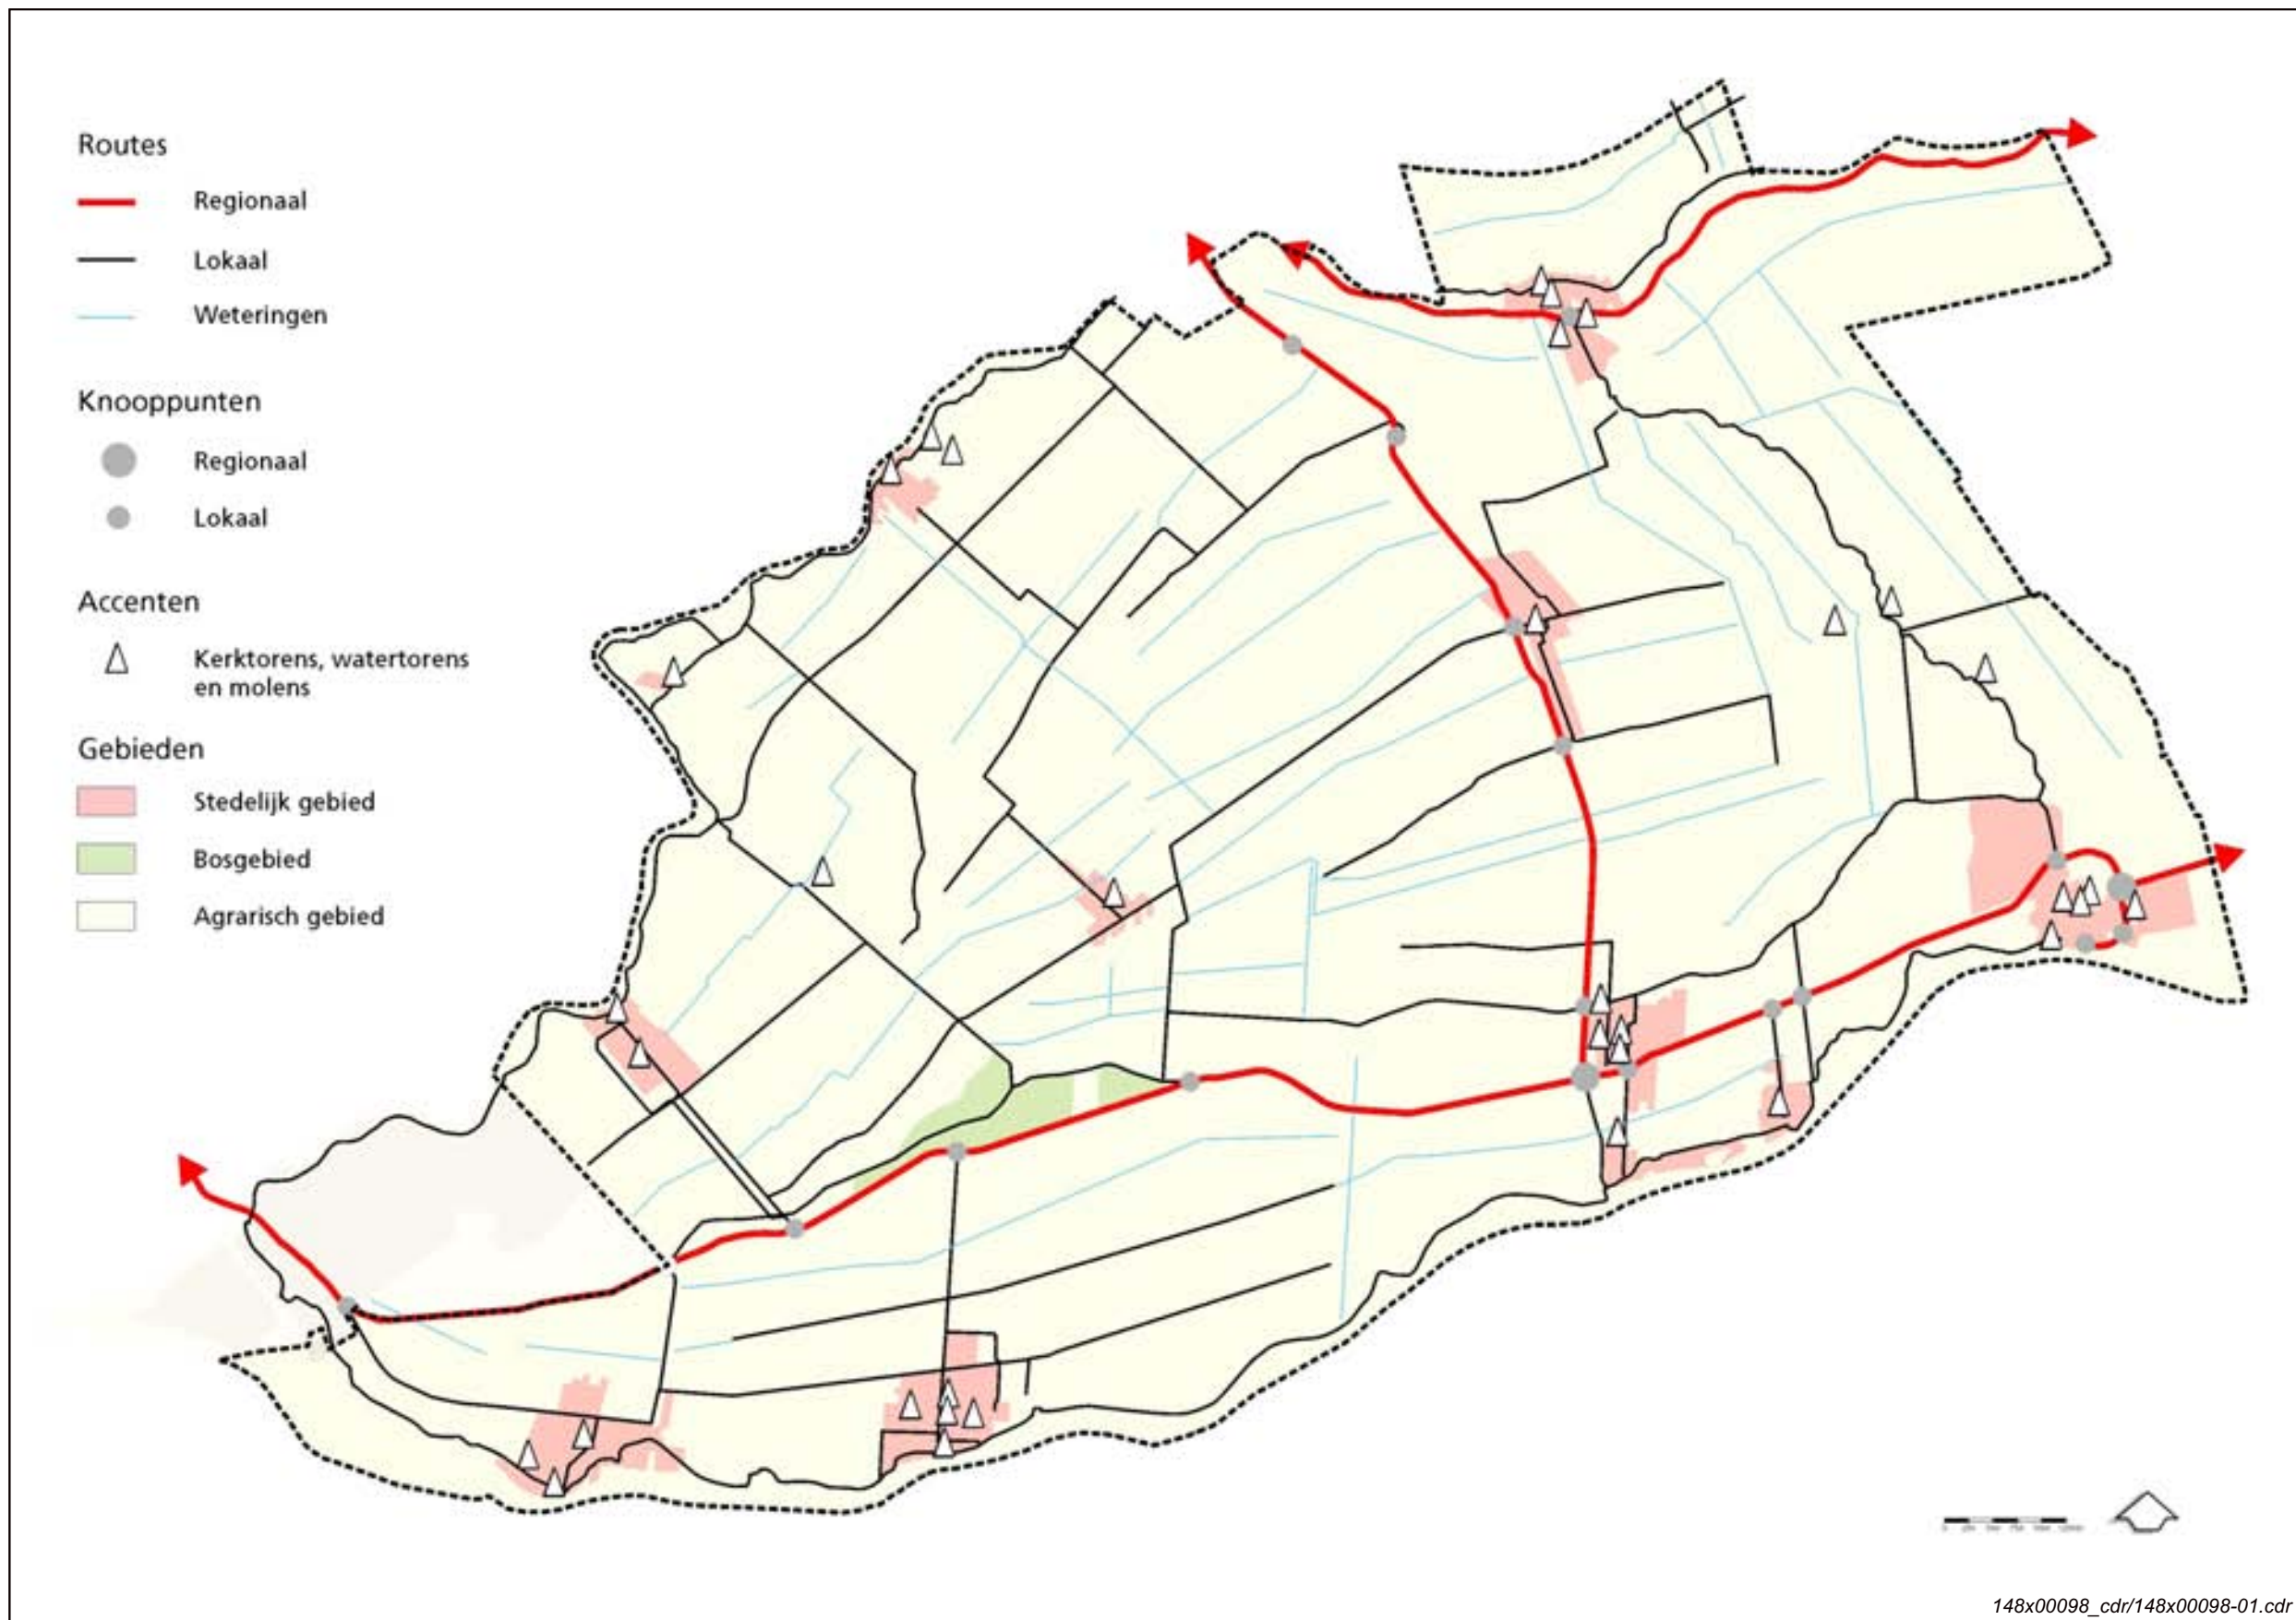 Routes
Regionaal
Lokaal
Weteringen
Knooppunten
Regionaal
Lokaal
Accenten
Kerktorens, watertorens
en molens
Gebieden
Stedelijk gebied
Bosgebied
Agrarisch gebied
148x00098_cdr/148x00098-01.cdr